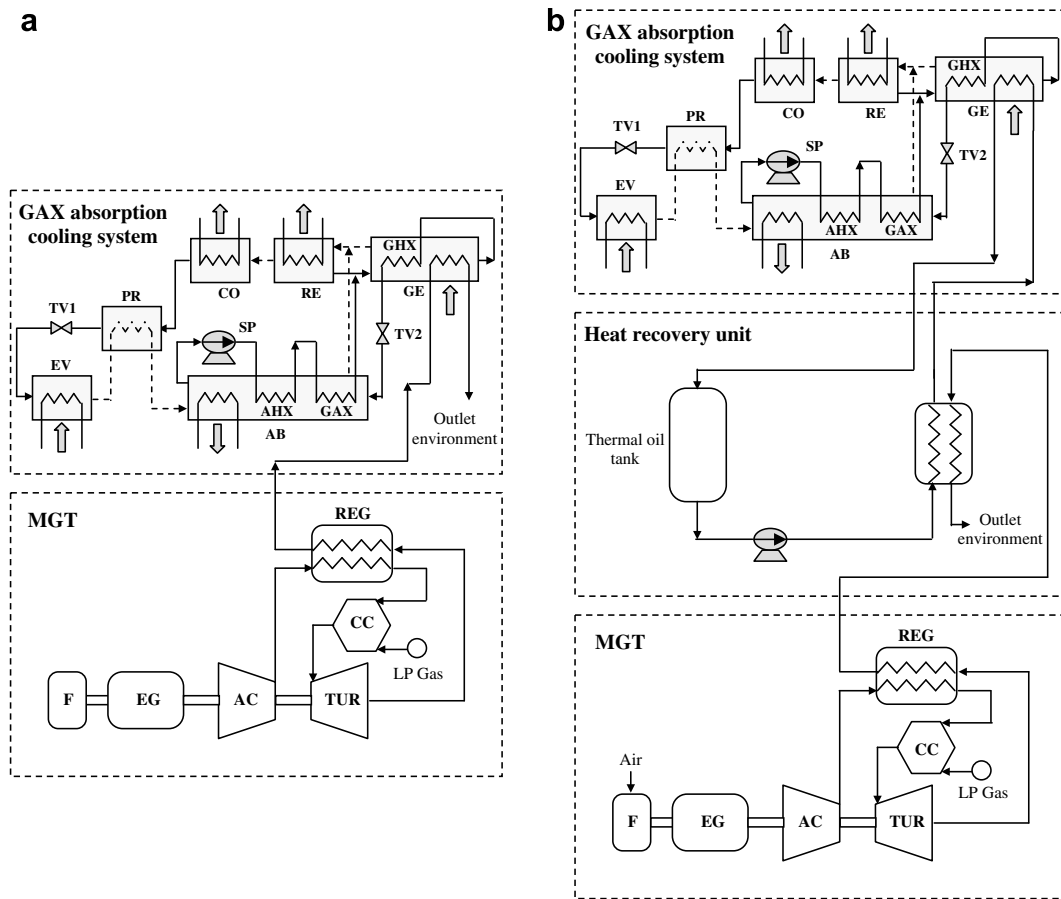 a
GAX absorption
cooling system
GHX
CO
RE
GE
PR
TV1
TV2
SP
EV
AHX
GAX
AB
Outlet
environment
MGT
REG
CC
LP Gas
F
EG
AC
TUR
b
GAX absorption
cooling system
GHX
CO
RE
GE
PR
TV1
SP
TV2
EV
AHX
GAX
AB
Heat recovery unit
Thermal oil
tank
Outlet
environment
MGT
REG
CC
Air
LP Gas
F
EG
AC
TUR